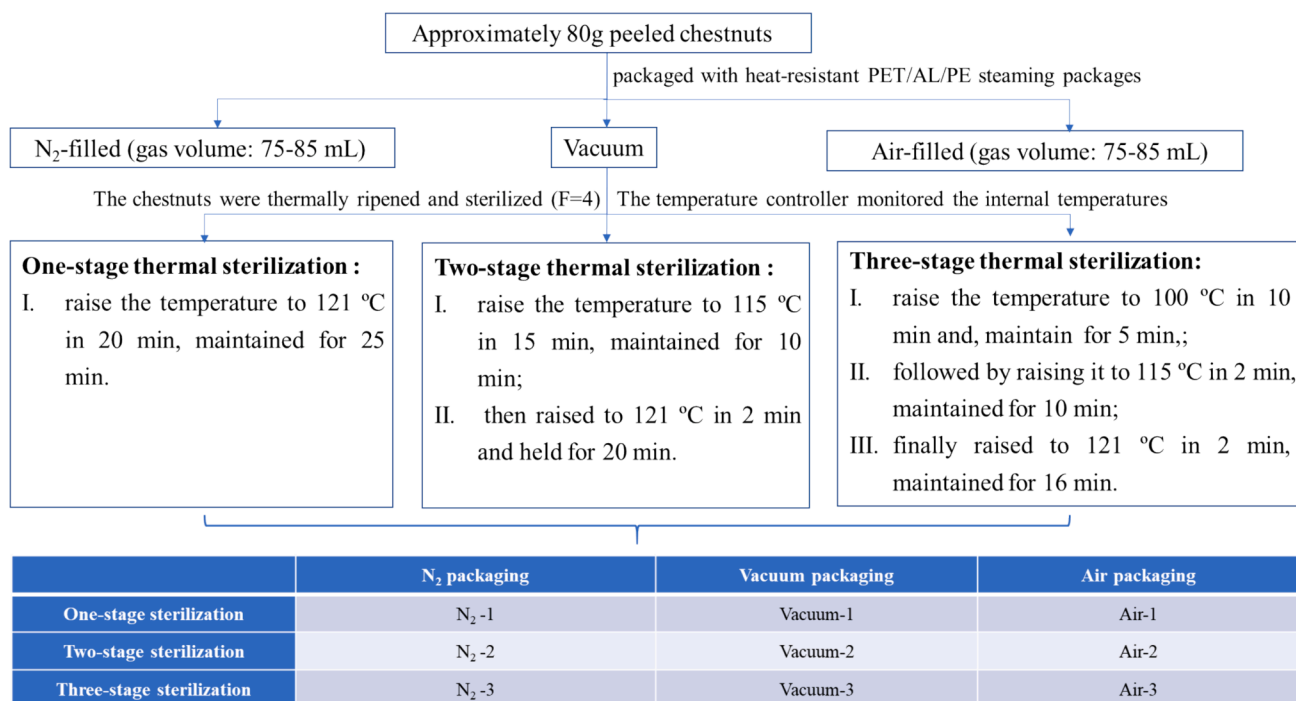 Approximately 80g peeled chestnuts
packaged with heat-resistant PET/AL/PE steaming packages
N₂-filled (gas volume: 75-85 mL)
Vacuum
Air-filled (gas volume: 75-85 mL)
The chestnuts were thermally ripened and sterilized (F=4)
The temperature controller monitored the internal temperatures
One-stage thermal sterilization :
I. raise the temperature to 121 ºC
in 20 min, maintained for 25
min.
Two-stage thermal sterilization :
I. raise the temperature to 115 ºC
in 15 min, maintained for 10
min;
II. then raised to 121 ºC in 2 min
and held for 20 min.
Three-stage thermal sterilization:
I. raise the temperature to 100 ºC in 10
min and, maintain for 5 min,;
II. followed by raising it to 115 ºC in 2 min,
maintained for 10 min;
III. finally raised to 121 ºC in 2 min,
maintained for 16 min.
N₂ packaging Vacuum packaging Air packaging
One-stage sterilization N₂ -1 Vacuum-1 Air-1
Two-stage sterilization N₂ -2 Vacuum-2 Air-2
Three-stage sterilization N₂ -3 Vacuum-3 Air-3